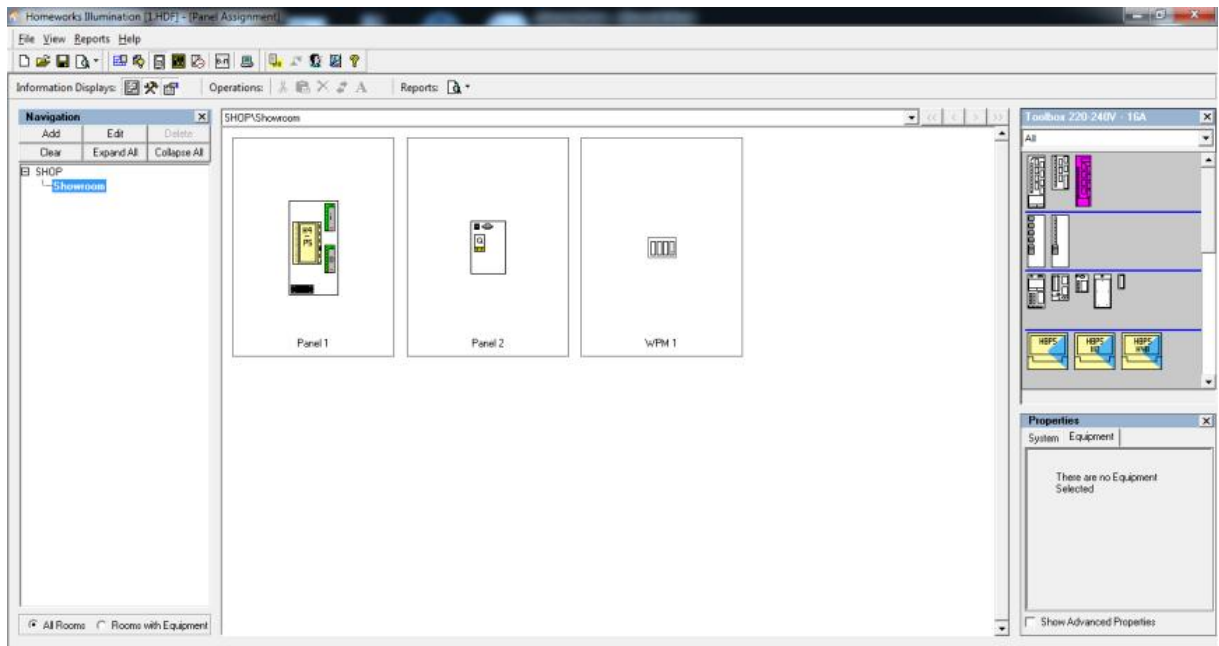 Homeworks Illumination [1.HDF] - [Panel Assignment]
File View Reports Help
Information Displays: Operations: A Reports:
Navigation
Add Edit Delete
Clear Expand All Collapse All
SHOP
Showroom
All Rooms Rooms with Equipment
SHOP\Showroom
H4
P5
Panel 1
Panel 2
WPM 1
Toolbox 220-240V - 16A
All
HBPS HBPS HBPS
Properties
System Equipment
There are no Equipment
Selected
Show Advanced Properties